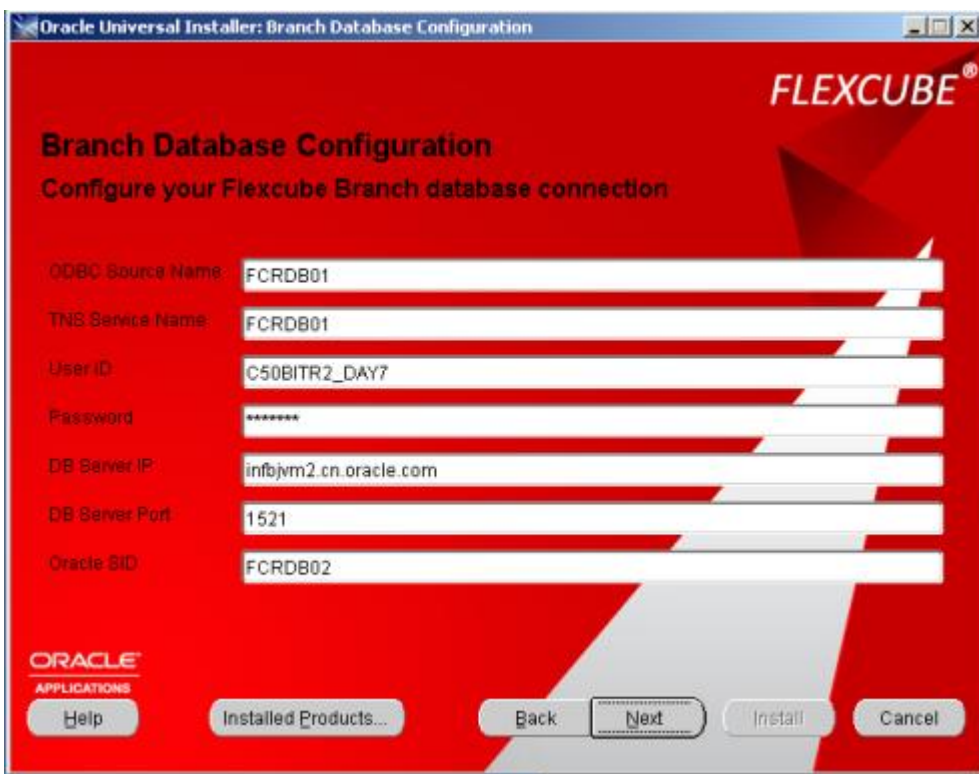 Oracle Universal Installer: Branch Database Configuration
FLEXCUBE®
Branch Database Configuration
Configure your Flexcube Branch database connection
ODBC Source Name FCRDB01
TNS Service Name FCRDB01
User ID C50BITR2_DAY7
Password *******
DB Server IP infbjvm2.cn.oracle.com
DB Server Port 1521
Oracle SID FCRDB02
ORACLE®
APPLICATIONS
Help Installed Products... Back Next Install Cancel